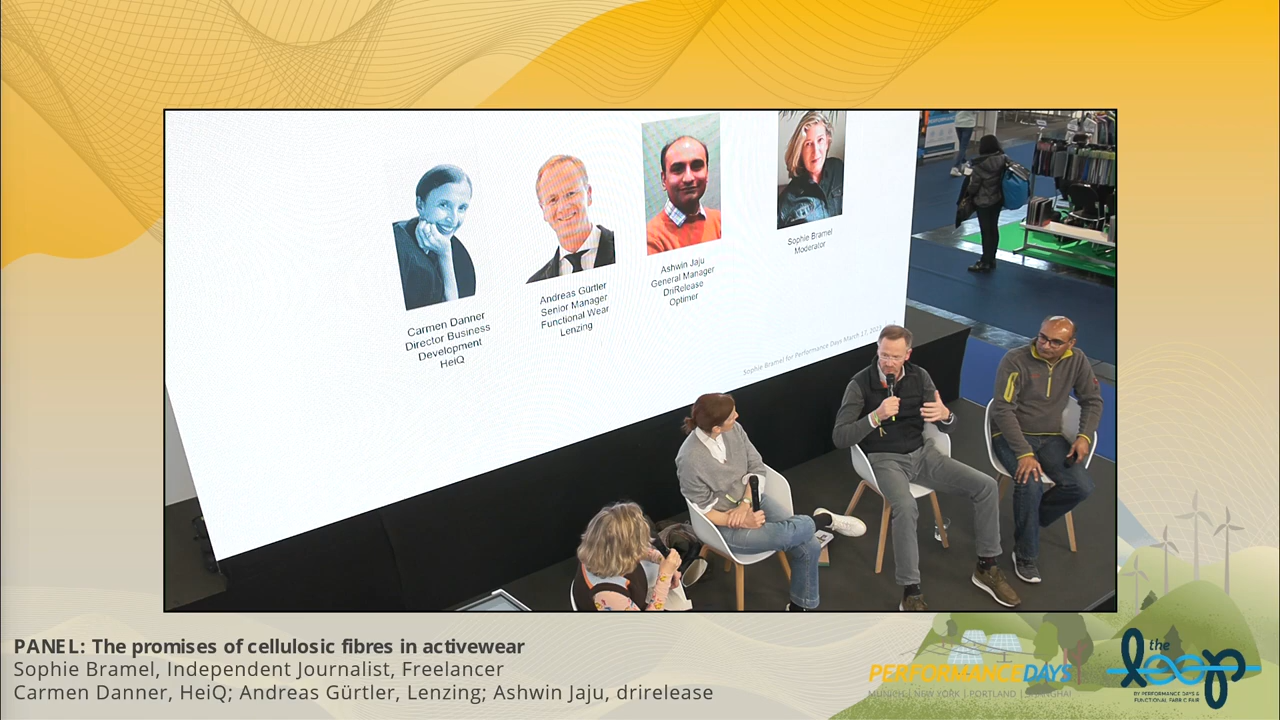 Carmen Danner
Director Business
Development
HeiQ
Andreas Gürtler
Senior Manager
Functional Wear
Lenzing
Ashwin Jaju
General Manager
DriRelease
Optimer
Sophie Bramel
Moderator
Sophie Bramel for Performance Days March 17, 2023
PANEL: The promises of cellulosic fibres in activewear
Sophie Bramel, Independent Journalist, Freelancer
Carmen Danner, HeiQ; Andreas Gürtler, Lenzing; Ashwin Jaju, drirelease
PERFORMANCEDAYS
MUNICH | NEW YORK | PORTLAND | SHANGHAI
the
loop
BY PERFORMANCE DAYS &
FUNCTIONAL FABRIC FAIR